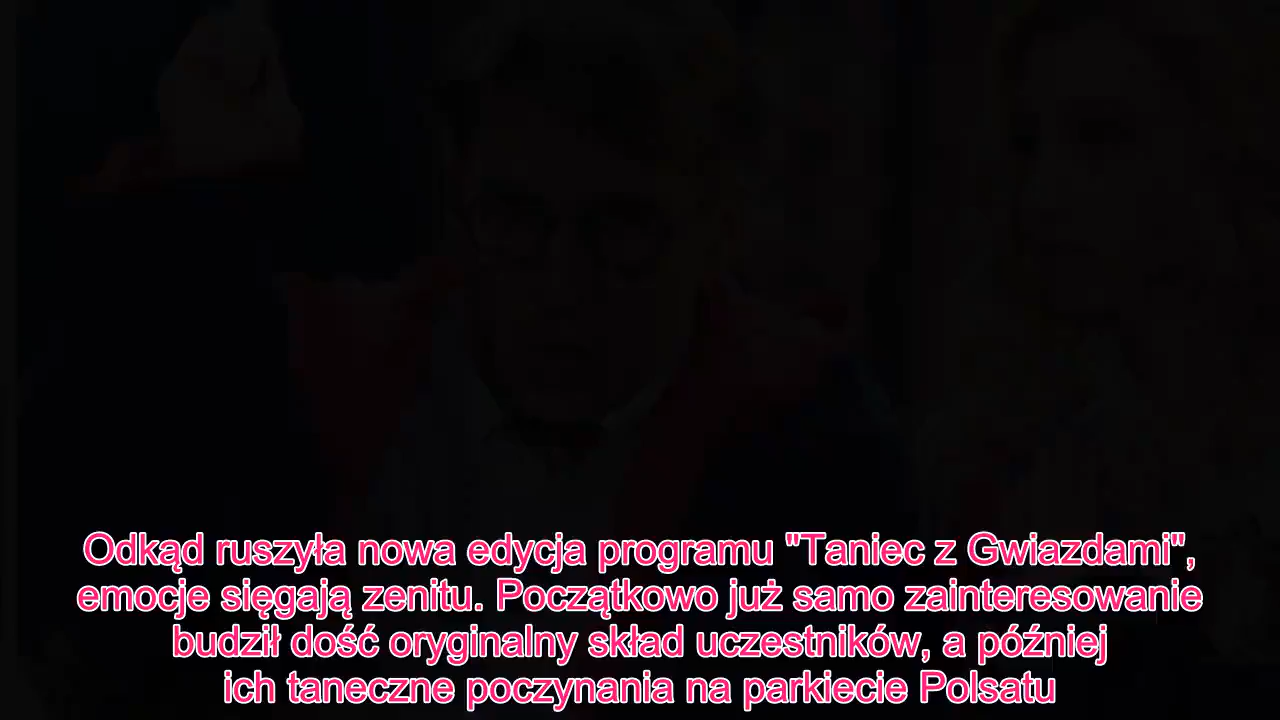 Odkąd ruszyła nowa edycja programu "Taniec z Gwiazdami",
emocje sięgają zenitu. Początkowo już samo zainteresowanie
budził dość oryginalny skład uczestników, a później
ich taneczne poczynania na parkiecie Polsatu